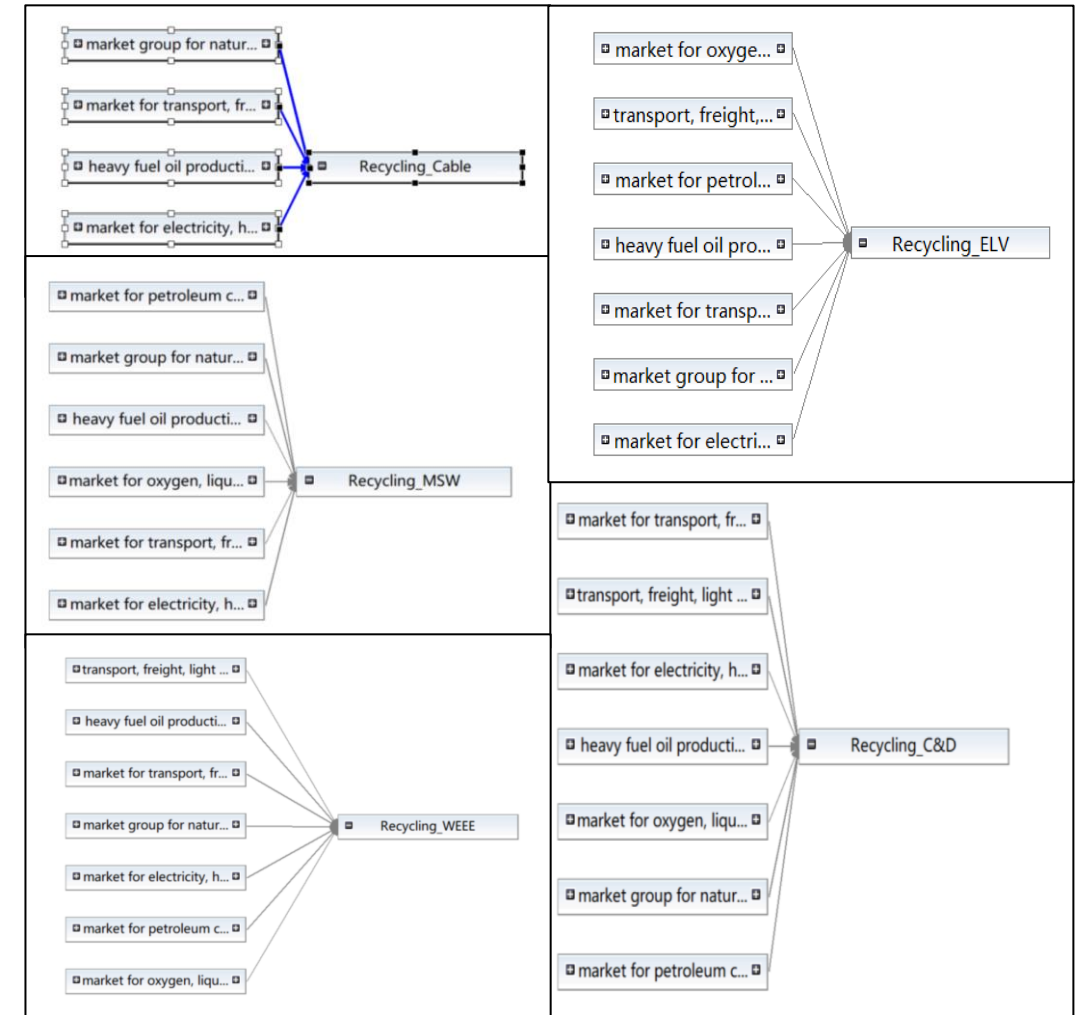 market group for natur...
market for transport, fr...
heavy fuel oil producti...
Recycling_Cable
market for electricity, h...
market for oxyge...
transport, freight,...
market for petrol...
heavy fuel oil pro...
Recycling_ELV
market for transp...
market group for ...
market for electri...
market for petroleum c...
market group for natur...
heavy fuel oil producti...
market for oxygen, liqu...
Recycling_MSW
market for transport, fr...
market for electricity, h...
market for transport, fr...
transport, freight, light ...
market for electricity, h...
heavy fuel oil producti...
Recycling_C&D
market for oxygen, liqu...
market group for natur...
market for petroleum c...
transport, freight, light ...
heavy fuel oil producti...
market for transport, fr...
market group for natur...
Recycling_WEEE
market for electricity, h...
market for petroleum c...
market for oxygen, liqu...